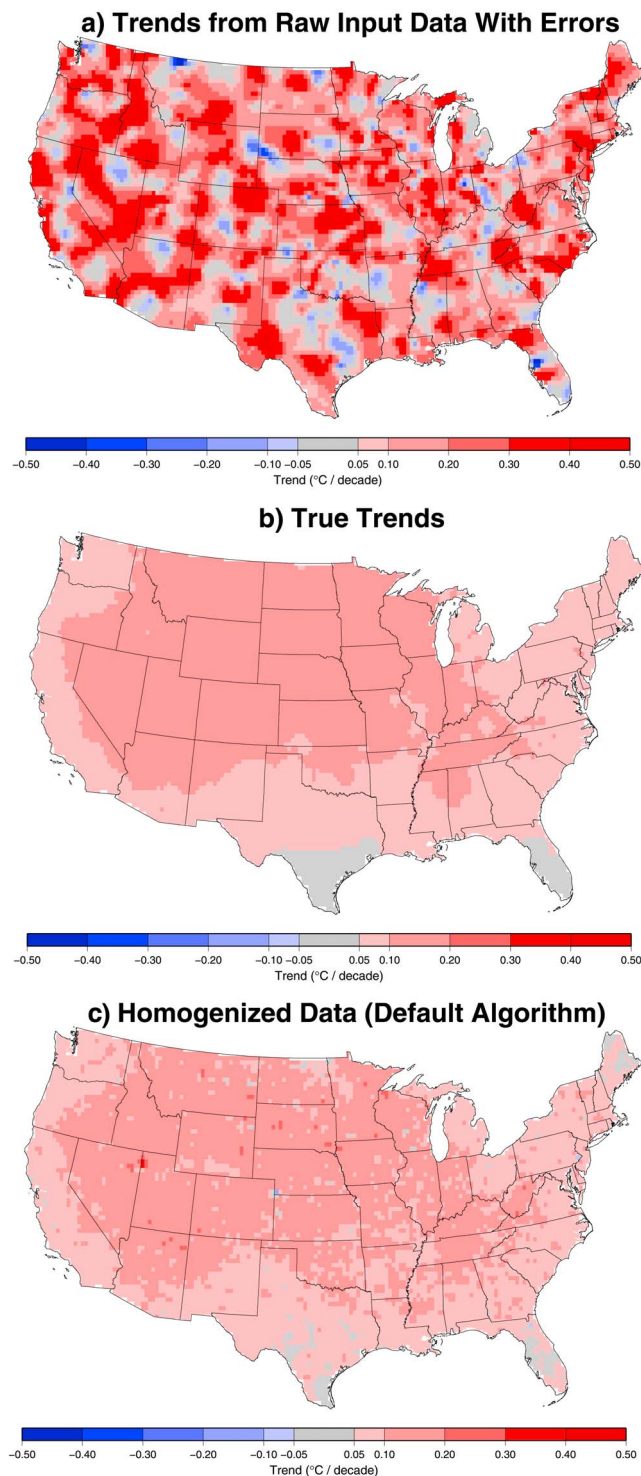 a) Trends from Raw Input Data With Errors
−0.50 −0.40 −0.30 −0.20 −0.10 −0.05 0.05 0.10 0.20 0.30 0.40 0.50
Trend (°C / decade)
b) True Trends
−0.50 −0.40 −0.30 −0.20 −0.10 −0.05 0.05 0.10 0.20 0.30 0.40 0.50
Trend (°C / decade)
c) Homogenized Data (Default Algorithm)
−0.50 −0.40 −0.30 −0.20 −0.10 −0.05 0.05 0.10 0.20 0.30 0.40 0.50
Trend (°C / decade)